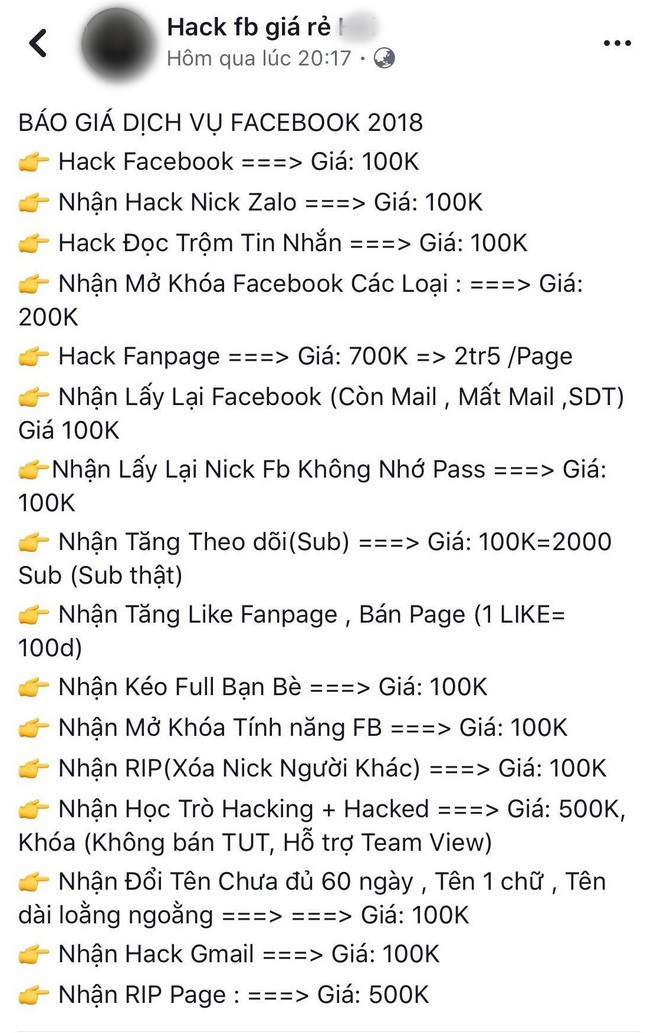 Hack fb giá rẻ
Hôm qua lúc 20:17 ·
BÁO GIÁ DỊCH VỤ FACEBOOK 2018
👉 Hack Facebook ===> Giá: 100K
👉 Nhận Hack Nick Zalo ===> Giá: 100K
👉 Hack Đọc Trộm Tin Nhắn ===> Giá: 100K
👉 Nhận Mở Khóa Facebook Các Loại : ===> Giá:
200K
👉 Hack Fanpage ===> Giá: 700K => 2tr5 /Page
👉 Nhận Lấy Lại Facebook (Còn Mail , Mất Mail ,SDT)
Giá 100K
👉Nhận Lấy Lại Nick Fb Không Nhớ Pass ===> Giá:
100K
👉 Nhận Tăng Theo dõi(Sub) ===> Giá: 100K=2000
Sub (Sub thật)
👉 Nhận Tăng Like Fanpage , Bán Page (1 LIKE=
100d)
👉 Nhận Kéo Full Bạn Bè ===> Giá: 100K
👉 Nhận Mở Khóa Tính năng FB ===> Giá: 100K
👉 Nhận RIP(Xóa Nick Người Khác) ===> Giá: 100K
👉 Nhận Học Trò Hacking + Hacked ===> Giá: 500K,
Khóa (Không bán TUT, Hỗ trợ Team View)
👉 Nhận Đổi Tên Chưa đủ 60 ngày , Tên 1 chữ , Tên
dài loằng ngoằng ===> ===> Giá: 100K
👉 Nhận Hack Gmail ===> Giá: 100K
👉 Nhận RIP Page : ===> Giá: 500K